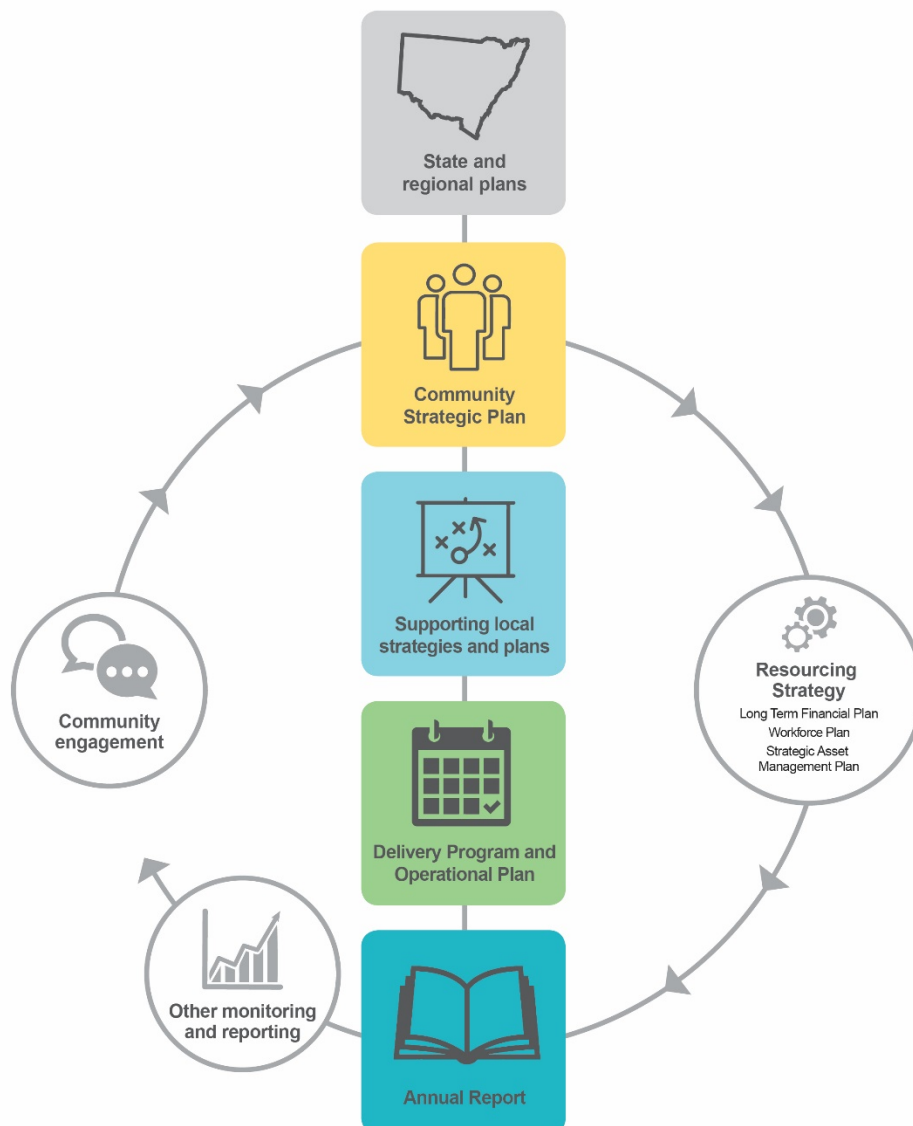 State and
regional plans
Community
Strategic Plan
Supporting local
strategies and plans
Community
engagement
Resourcing
Strategy
Long Term Financial Plan
Workforce Plan
Strategic Asset
Management Plan
Delivery Program and
Operational Plan
Other monitoring
and reporting
Annual Report